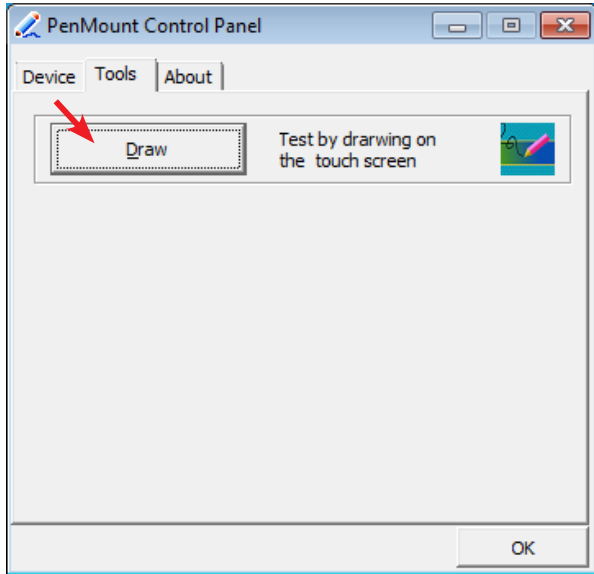 PenMount Control Panel
Device Tools About
Draw
Test by drarwing on
the touch screen
OK